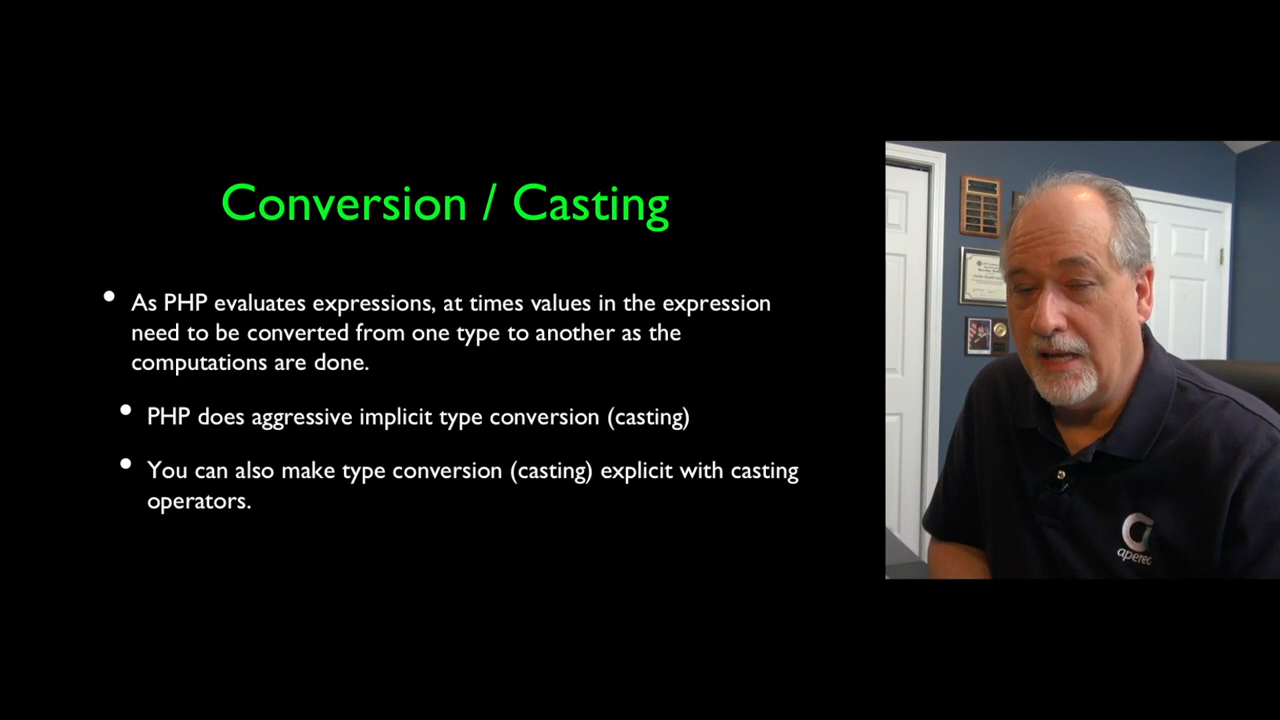 Conversion / Casting
• As PHP evaluates expressions, at times values in the expression
need to be converted from one type to another as the
computations are done.
• PHP does aggressive implicit type conversion (casting)
• You can also make type conversion (casting) explicit with casting
operators.
apereo